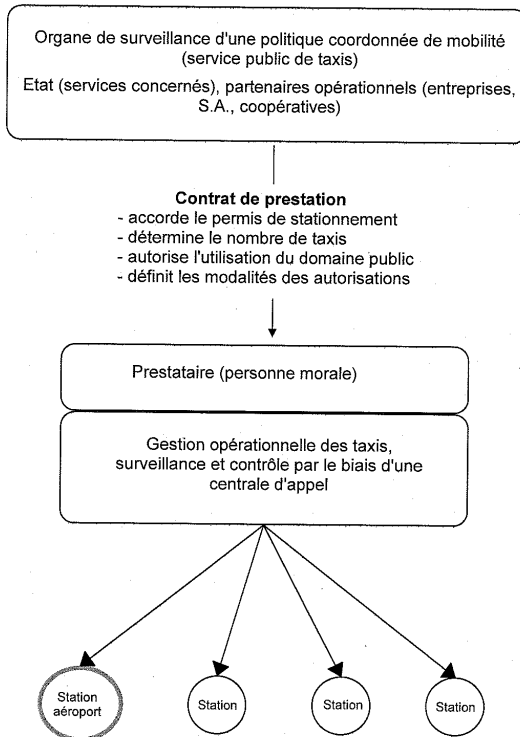 Organe de surveillance d'une politique coordonnée de mobilité
(service public de taxis)
Etat (services concernés), partenaires opérationnels (entreprises,
S.A., coopératives)
Contrat de prestation
- accorde le permis de stationnement
- détermine le nombre de taxis
- autorise l'utilisation du domaine public
- définit les modalités des autorisations
Prestataire (personne morale)
Gestion opérationnelle des taxis,
surveillance et contrôle par le biais d'une
centrale d'appel
Station
aéroport
Station
Station
Station